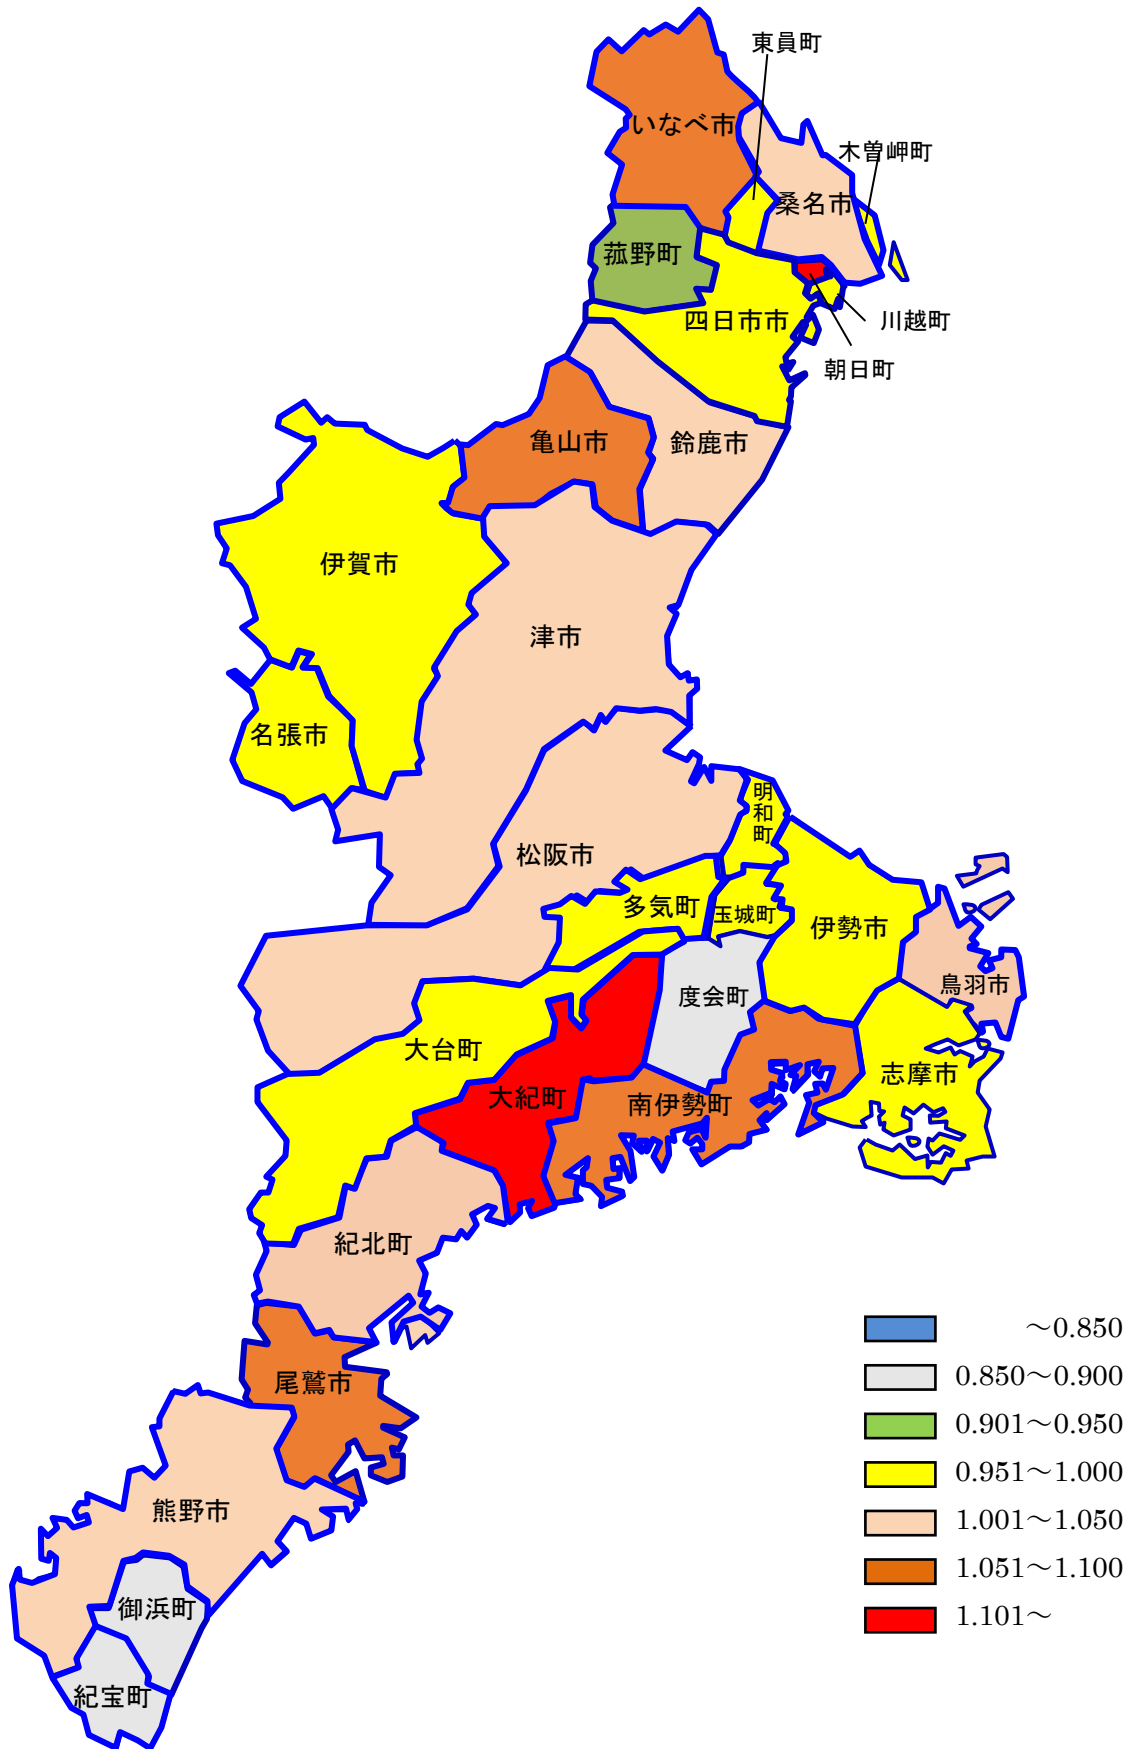 東員町
いなべ市
木曽岬町
桑名市
菰野町
四日市市
川越町
朝日町
亀山市
鈴鹿市
伊賀市
津市
名張市
明和町
松阪市
多気町
玉城町
伊勢市
鳥羽市
度会町
大台町
志摩市
大紀町
南伊勢町
紀北町
尾鷲市
熊野市
御浜町
紀宝町
～0.850
0.850～0.900
0.901～0.950
0.951～1.000
1.001～1.050
1.051～1.100
1.101～